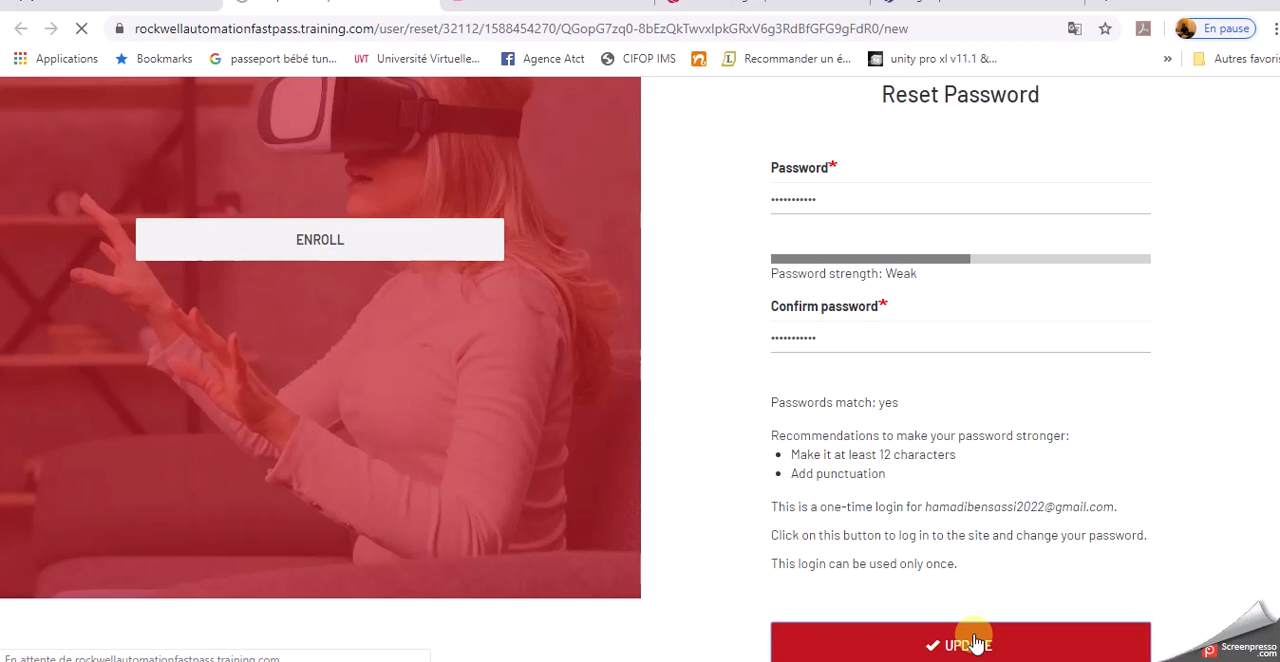 rockwellautomationfastpass.training.com/user/reset/32112/1588454270/QGopG7zq0-8bEzQkTwvxlpkGRxV6g3RdBfGFG9gFdR0/new
En pause
Applications
Bookmarks
passeport bébé tun...
UVT Université Virtuelle...
Agence Atct
CIFOP IMS
Recommander un é...
unity pro xl v11.1 &...
»
Autres favoris
Reset Password
Password*
•••••••••••
ENROLL
Password strength: Weak
Confirm password*
•••••••••••
Passwords match: yes
Recommendations to make your password stronger:
• Make it at least 12 characters
• Add punctuation
This is a one-time login for hamadibensassi2022@gmail.com.
Click on this button to log in to the site and change your password.
This login can be used only once.
UPDATE
En attente de rockwellautomationfastpass.training.com
Screenpresso
.com